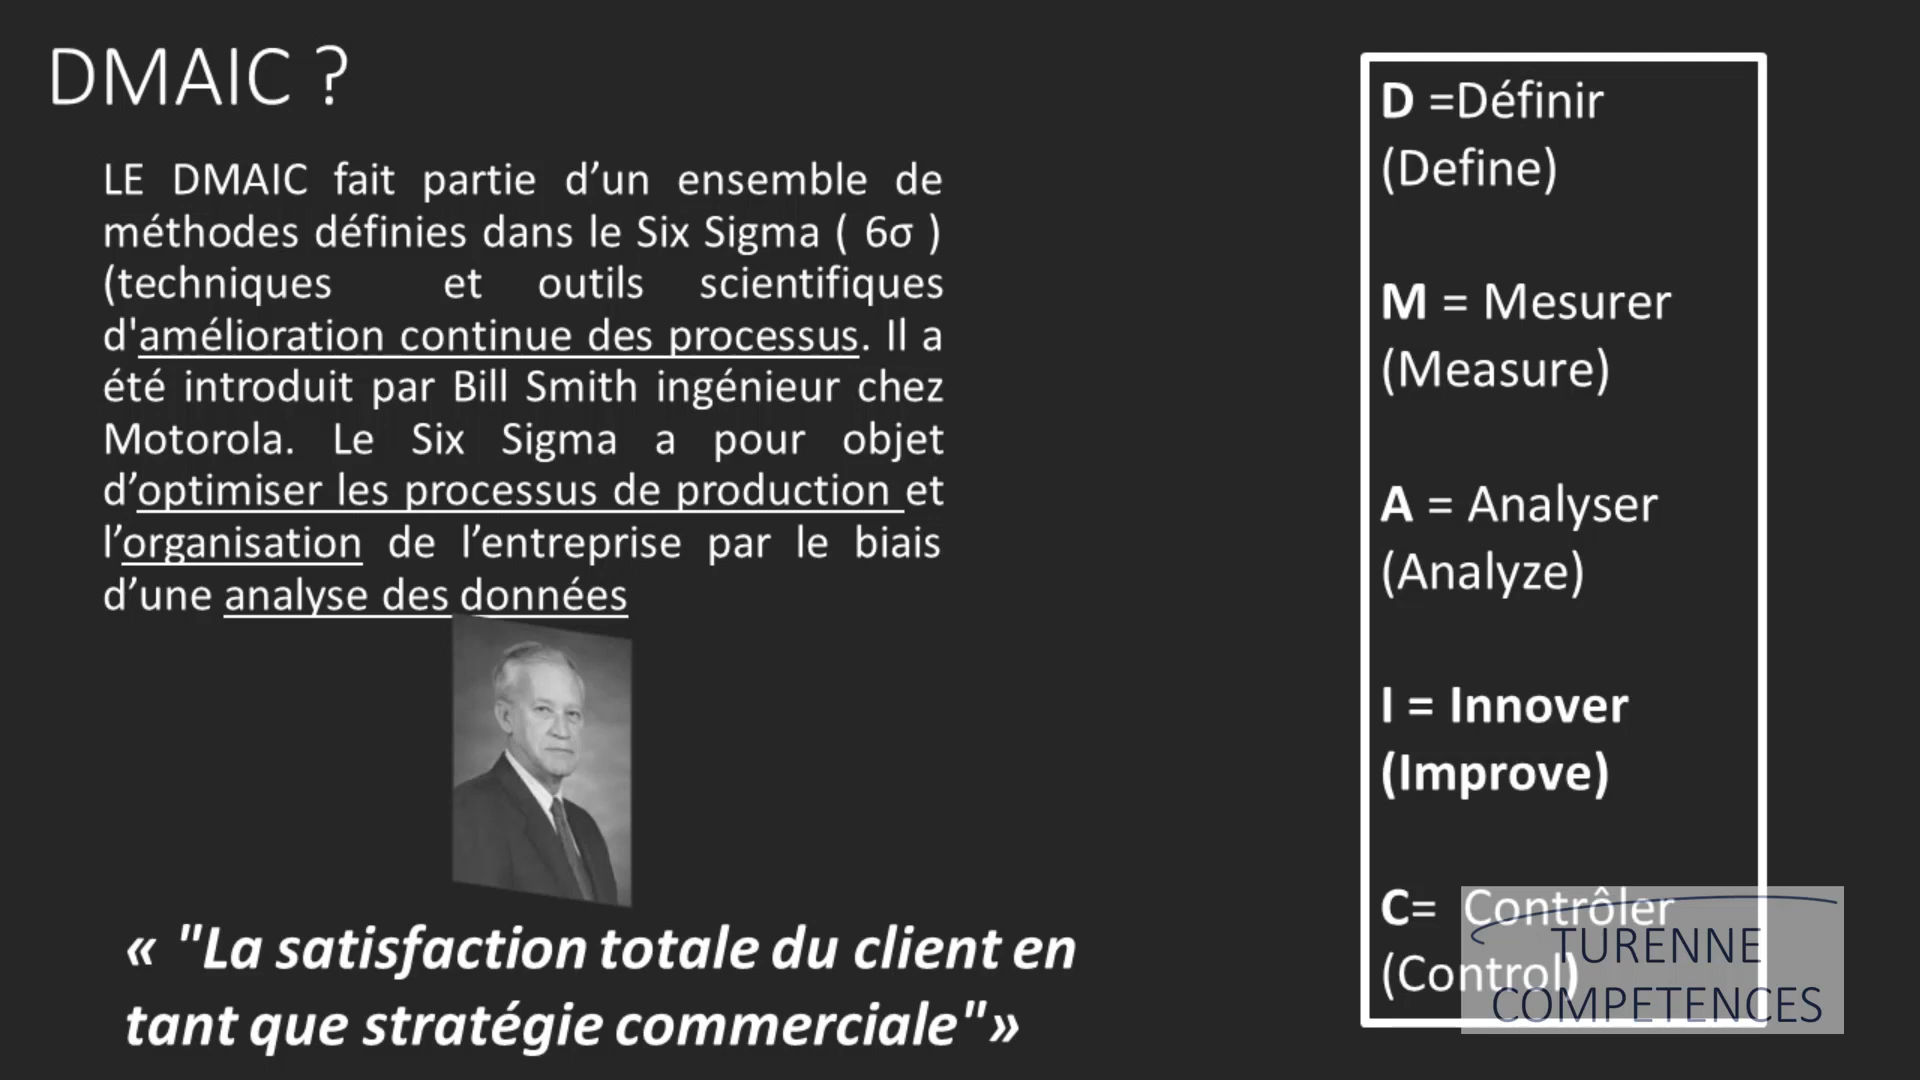 DMAIC ?
LE DMAIC fait partie d’un ensemble de
méthodes définies dans le Six Sigma ( 6σ )
(techniques et outils scientifiques
d'amélioration continue des processus. Il a
été introduit par Bill Smith ingénieur chez
Motorola. Le Six Sigma a pour objet
d’optimiser les processus de production et
l’organisation de l’entreprise par le biais
d’une analyse des données
« "La satisfaction totale du client en
tant que stratégie commerciale"»
D =Définir
(Define)
M = Mesurer
(Measure)
A = Analyser
(Analyze)
I = Innover
(Improve)
C= Contrôler
(Control)
TURENNE
COMPETENCES